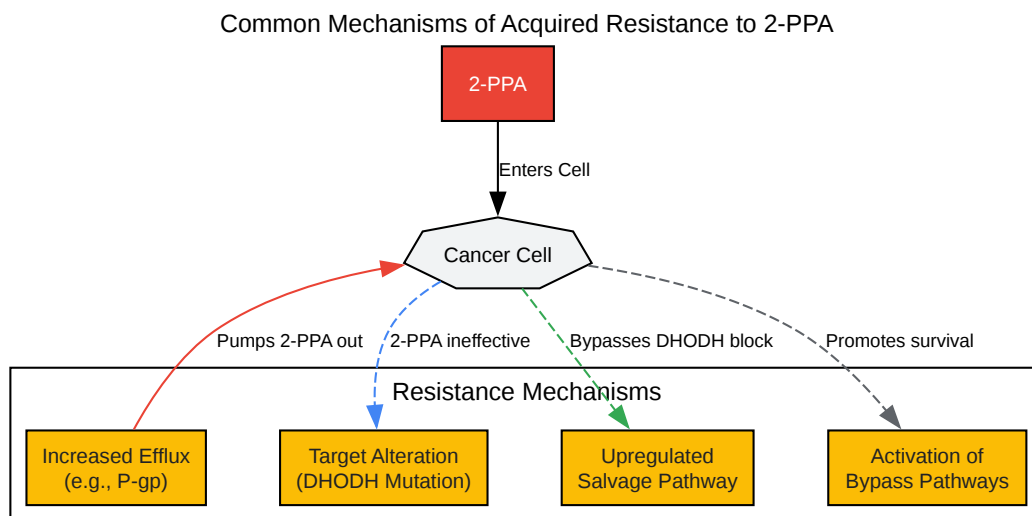 Common Mechanisms of Acquired Resistance to 2-PPA
2-PPA
Enters Cell
Cancer Cell
Pumps 2-PPA out
2-PPA ineffective
Bypasses DHODH block
Promotes survival
Resistance Mechanisms
Increased Efflux
(e.g., P-gp)
Target Alteration
(DHODH Mutation)
Upregulated
Salvage Pathway
Activation of
Bypass Pathways